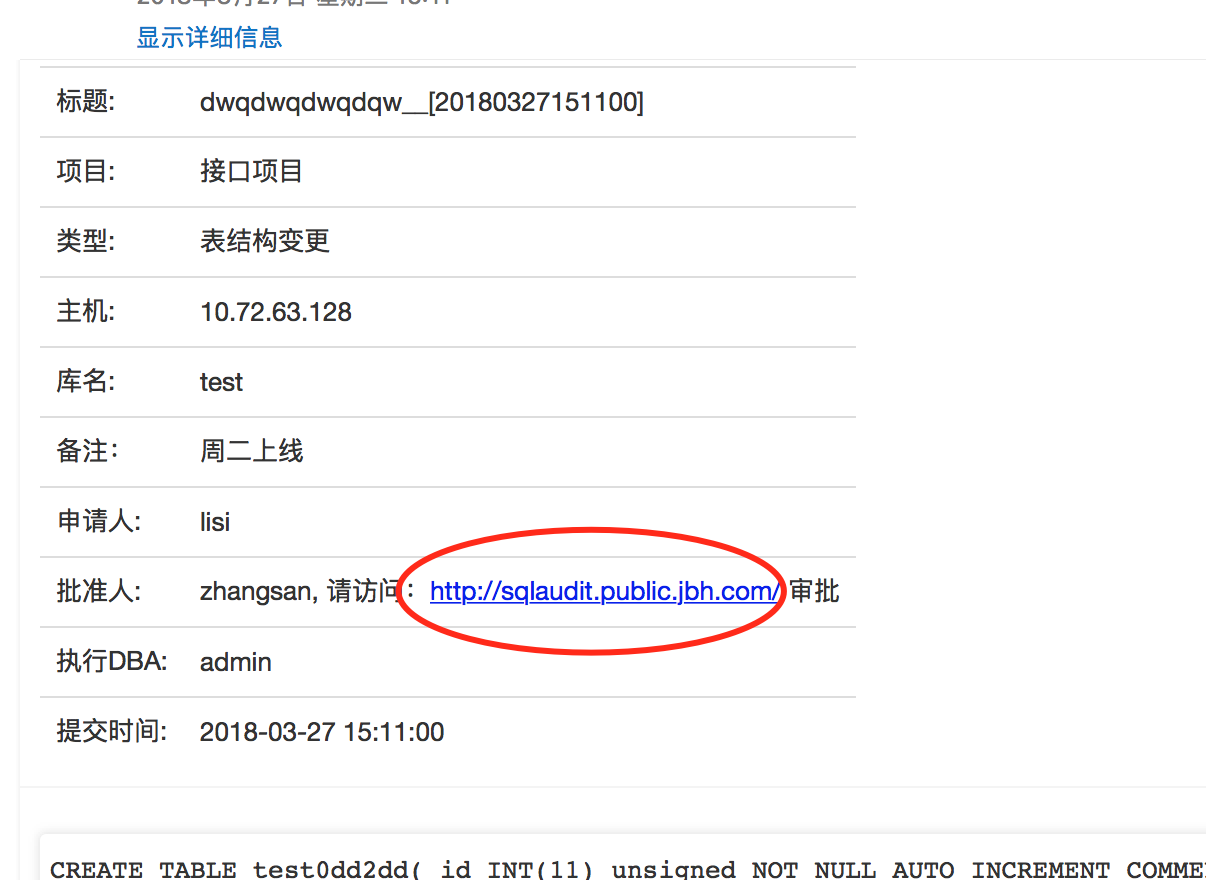 显示详细信息
标题: dwqdwqdwqdqw__[20180327151100]
项目: 接口项目
类型: 表结构变更
主机: 10.72.63.128
库名: test
备注： 周二上线
申请人: lisi
批准人: zhangsan, 请访问： http://sqlaudit.public.jbh.com/ 审批
执行DBA: admin
提交时间: 2018-03-27 15:11:00
CREATE TABLE test0dd2dd( id INT(11) unsigned NOT NULL AUTO_INCREMENT